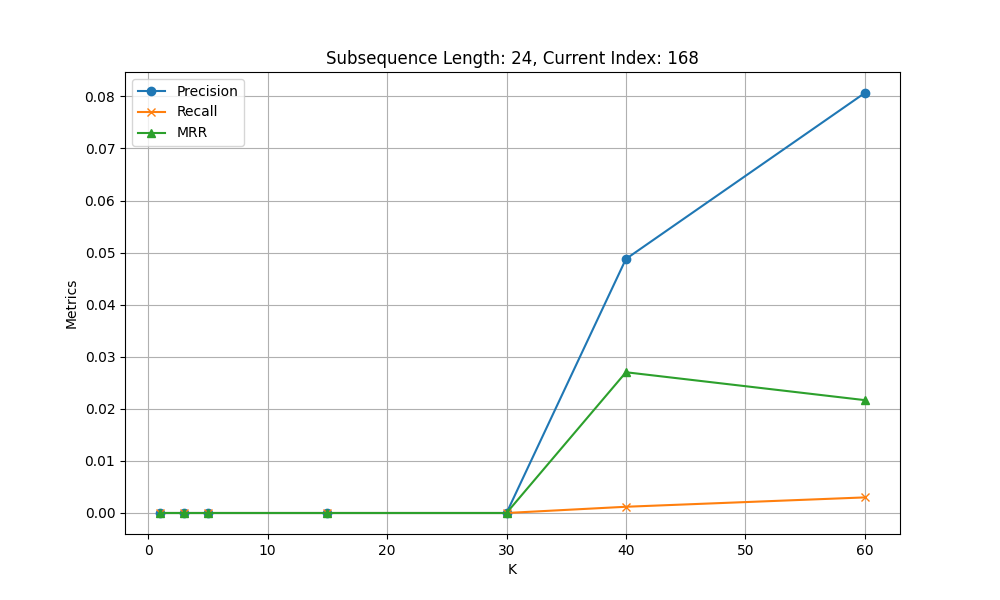 Subsequence Length: 24, Current Index: 168
Precision
Recall
MRR
0.08
0.07
0.06
0.05
0.04
0.03
0.02
0.01
0.00
Metrics
0 10 20 30 40 50 60
K